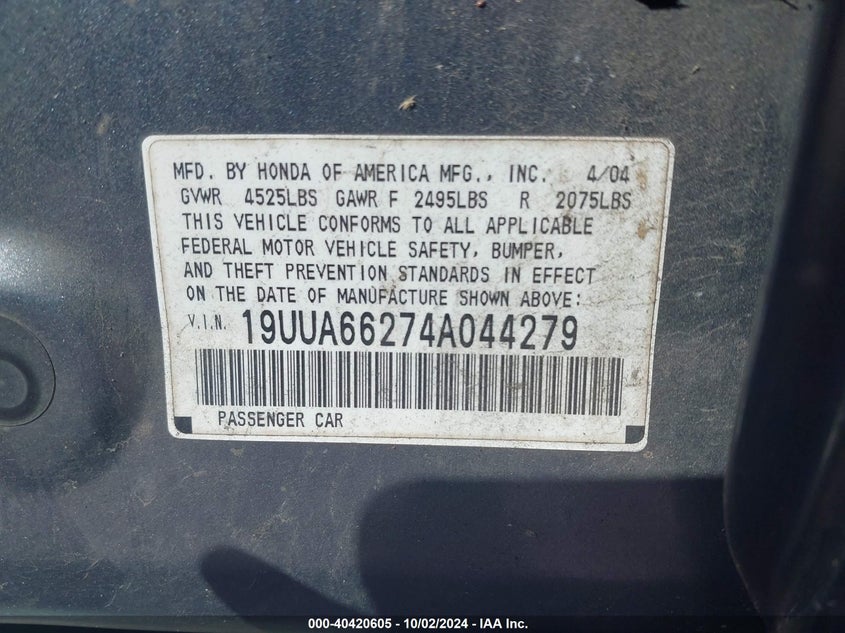 MFD. BY HONDA OF AMERICA MFG., INC. 4/04
GVWR 4525LBS GAWR F 2495LBS R 2075LBS
THIS VEHICLE CONFORMS TO ALL APPLICABLE
FEDERAL MOTOR VEHICLE SAFETY, BUMPER,
AND THEFT PREVENTION STANDARDS IN EFFECT
ON THE DATE OF MANUFACTURE SHOWN ABOVE:
V.I.N. 19UUA66274A044279
PASSENGER CAR
000-40420605 - 10/02/2024 - IAA Inc.